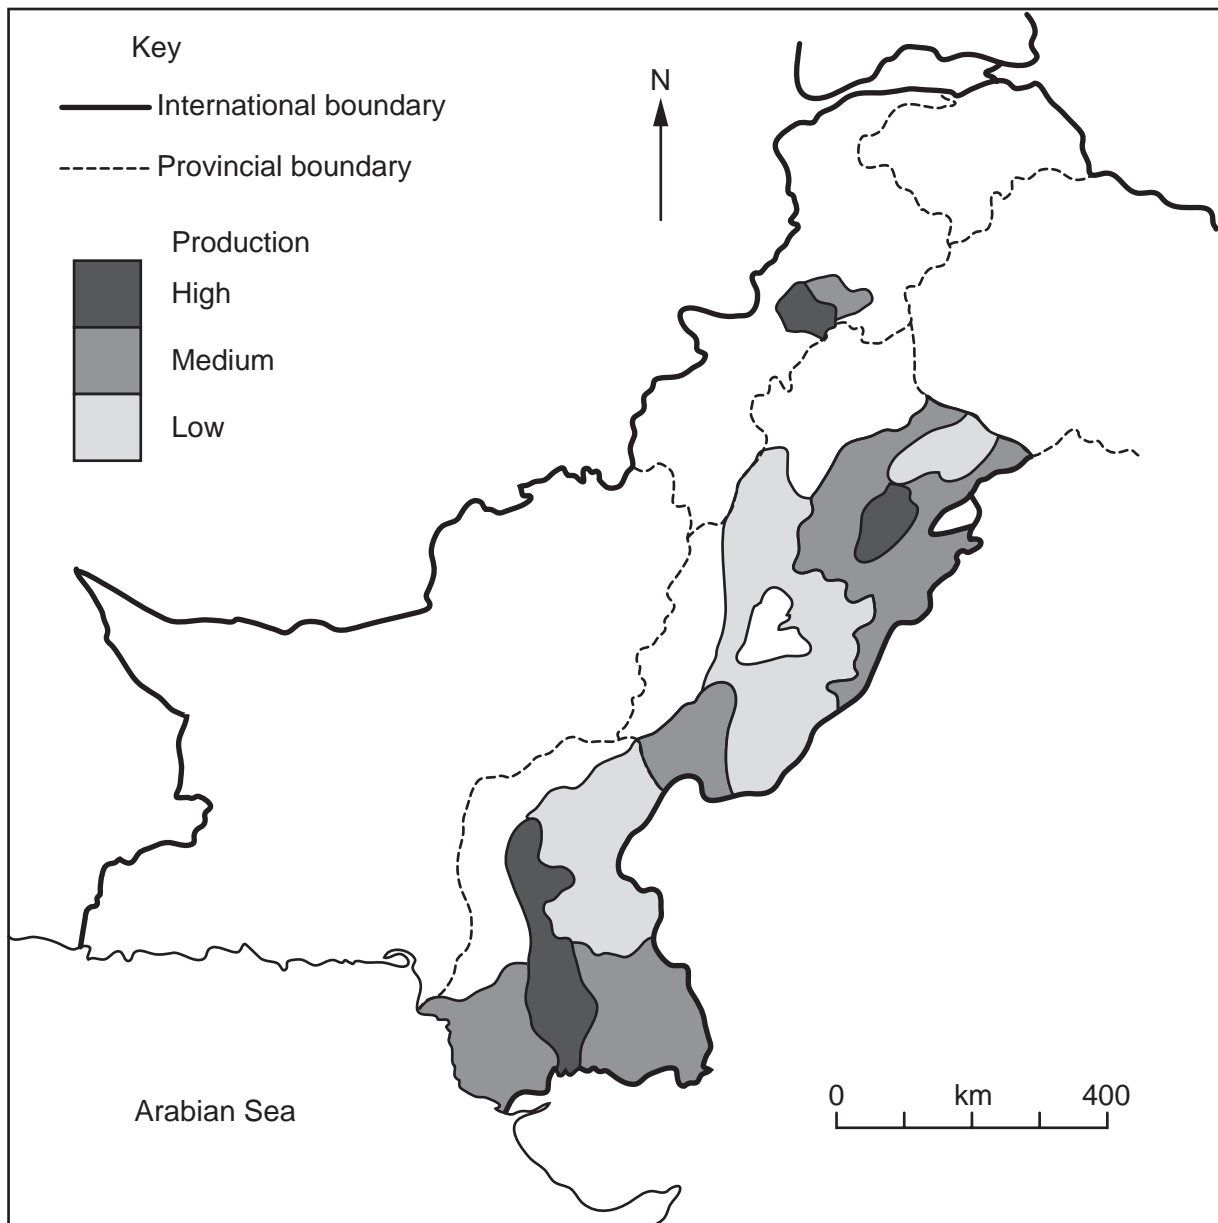 Key
International boundary
Provincial boundary
Production
High
Medium
Low
N
Arabian Sea
0 km 400